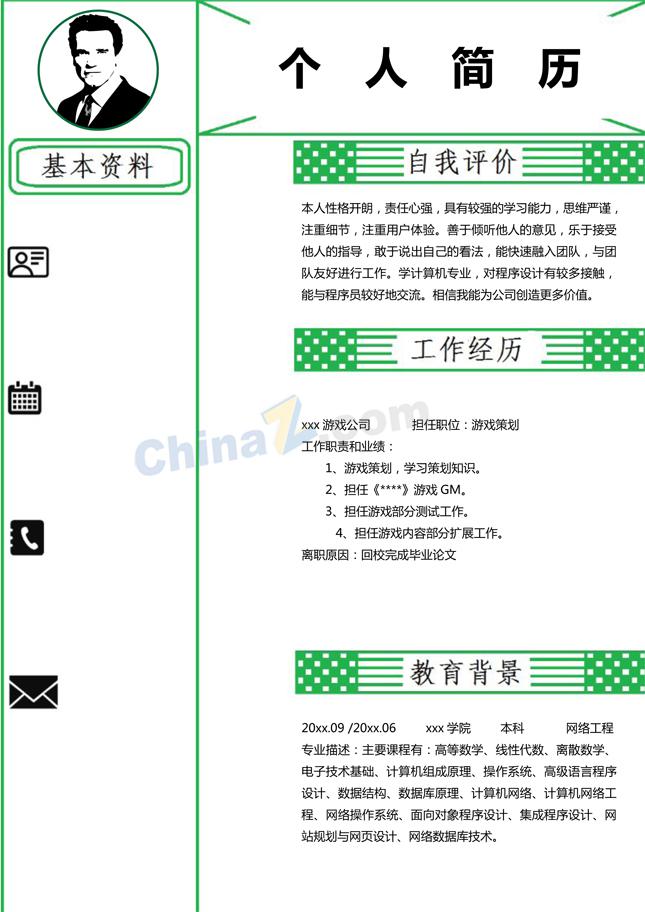 个人简历
基本资料
自我评价
本人性格开朗，责任心强，具有较强的学习能力，思维严谨，
注重细节，注重用户体验。善于倾听他人的意见，乐于接受
他人的指导，敢于说出自己的看法，能快速融入团队，与团
队友好进行工作。学计算机专业，对程序设计有较多接触，
能与程序员较好地交流。相信我能为公司创造更多价值。
工作经历
xxx 游戏公司 担任职位：游戏策划
工作职责和业绩：
1、游戏策划，学习策划知识。
2、担任《****》游戏 GM。
3、担任游戏部分测试工作。
4、担任游戏内容部分扩展工作。
离职原因：回校完成毕业论文
ChinaZ.com
教育背景
20xx.09 /20xx.06 xxx 学院 本科 网络工程
专业描述：主要课程有：高等数学、线性代数、离散数学、
电子技术基础、计算机组成原理、操作系统、高级语言程序
设计、数据结构、数据库原理、计算机网络、计算机网络工
程、网络操作系统、面向对象程序设计、集成程序设计、网
站规划与网页设计、网络数据库技术。